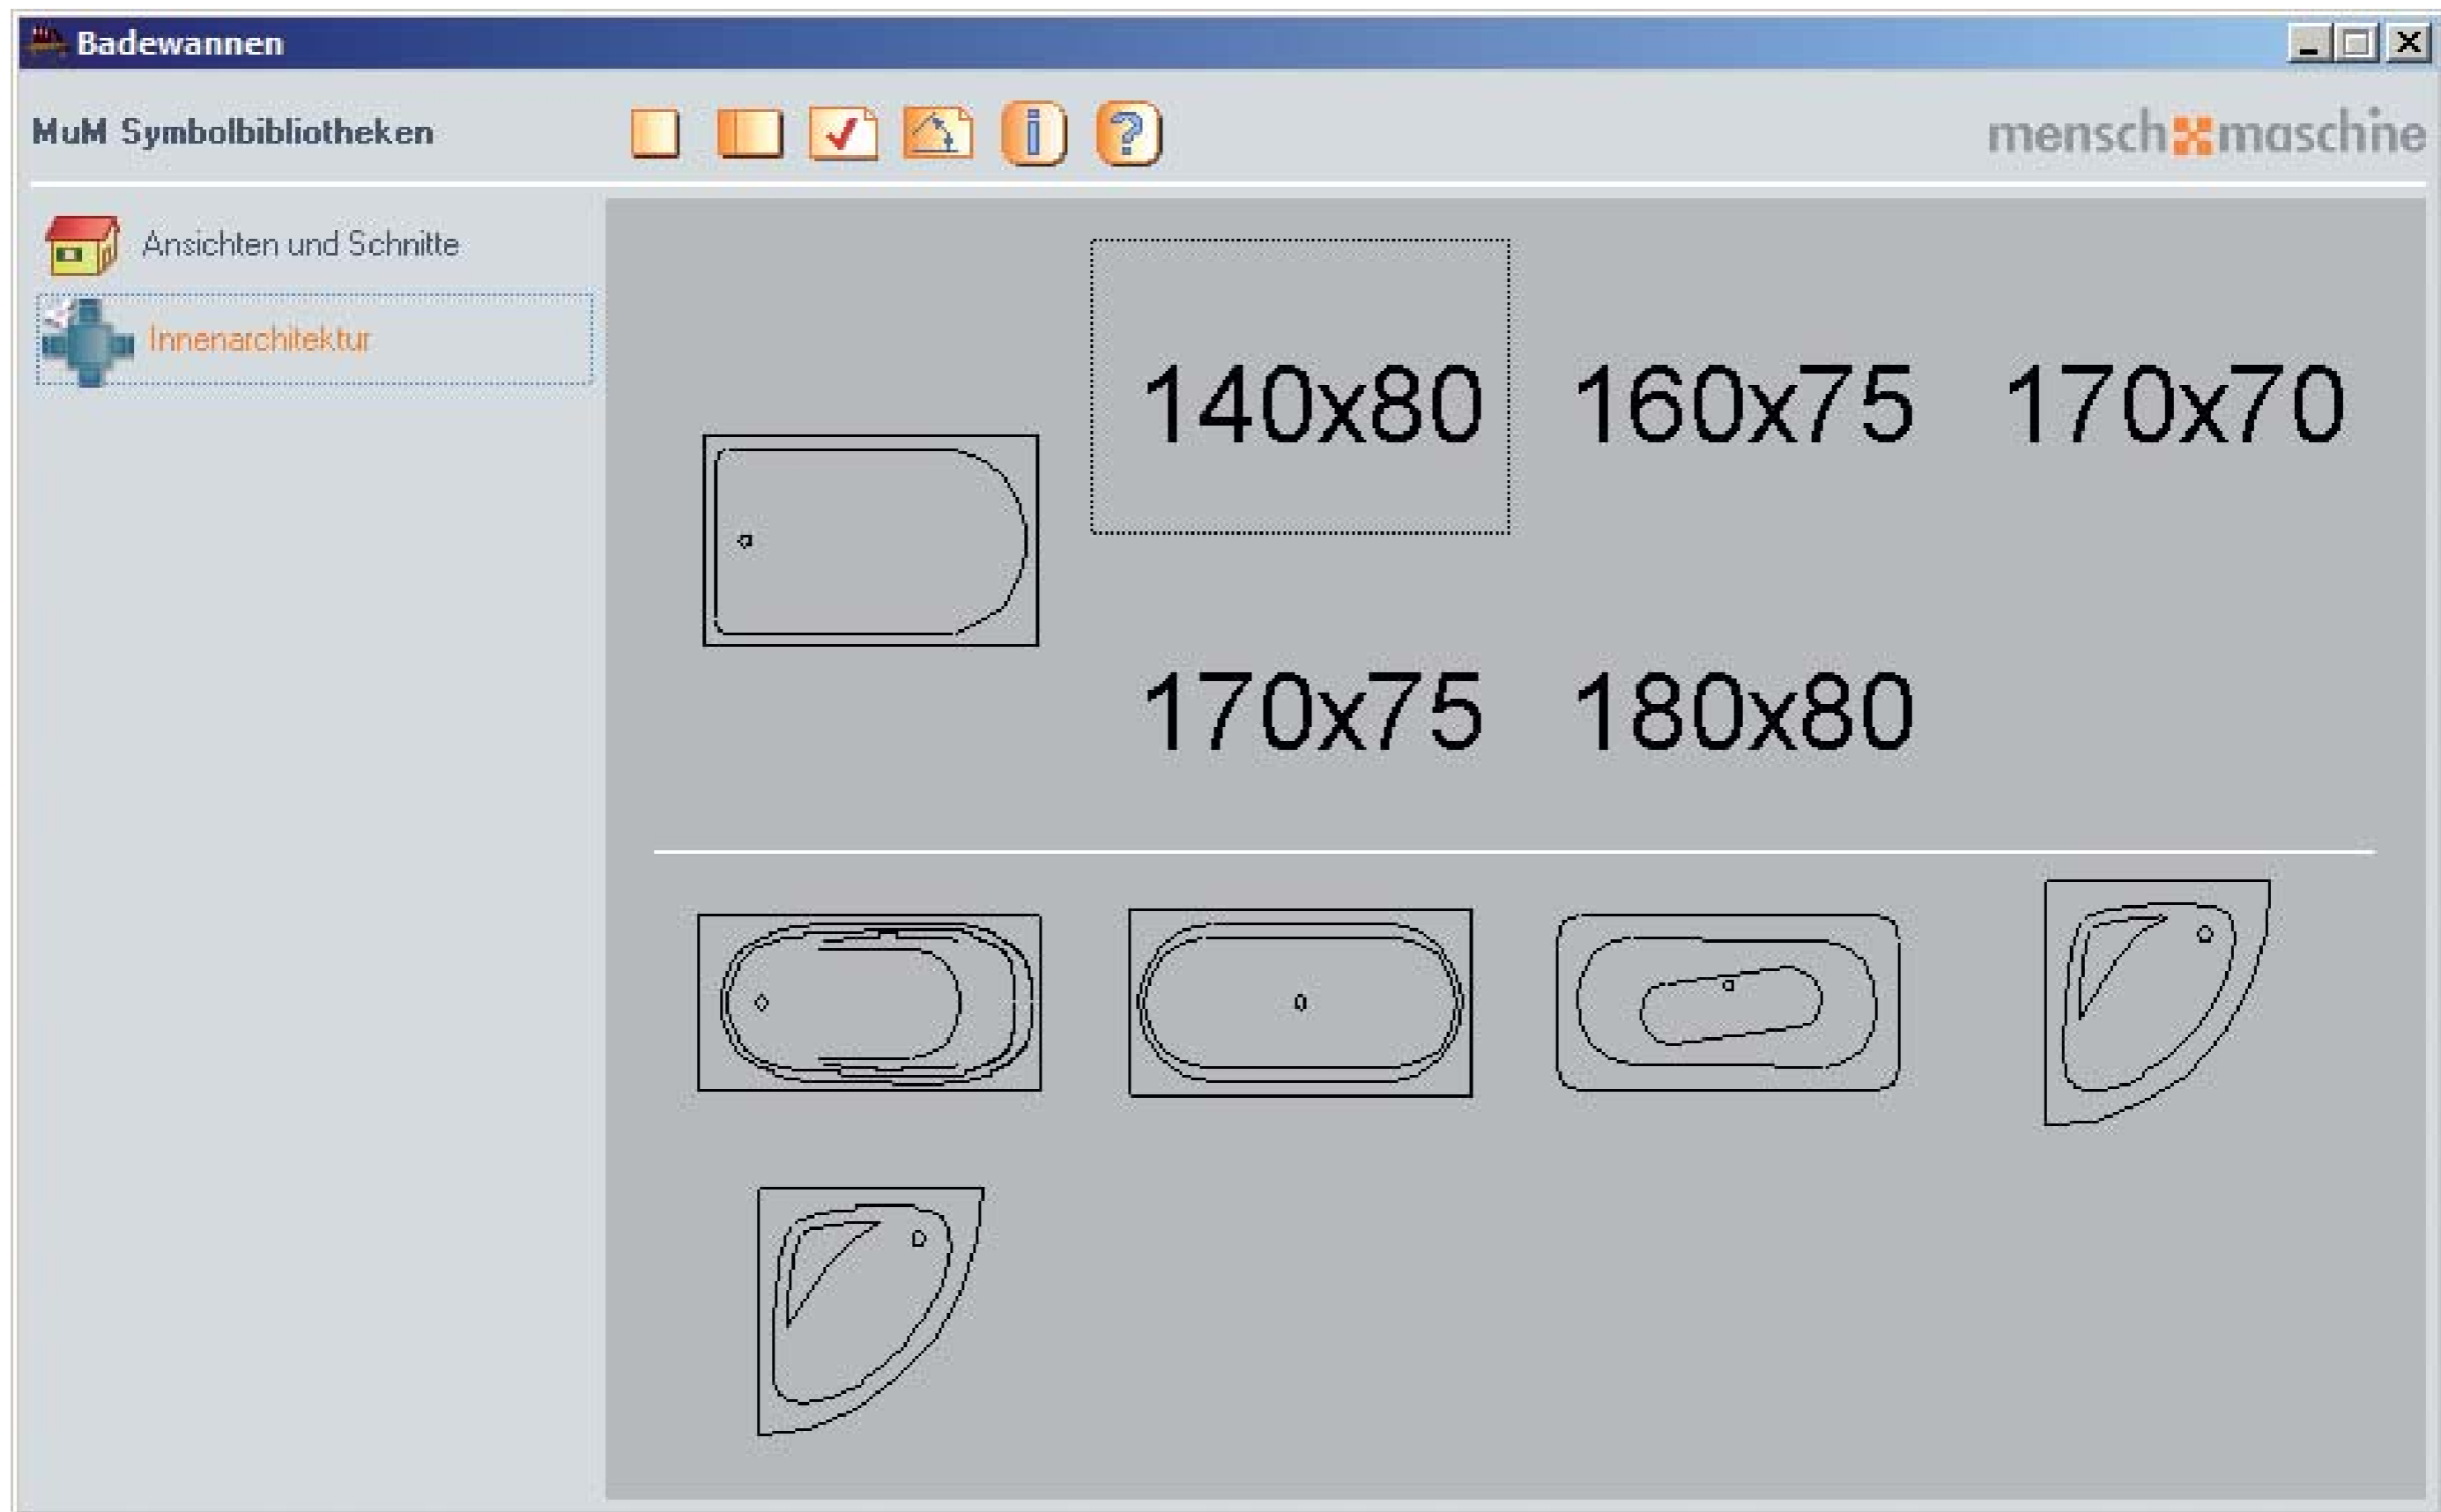 Badewannen
MuM Symbolbibliotheken
mensch maschine
Ansichten und Schnitte
Innenarchitektur
140x80 160x75 170x70
170x75 180x80